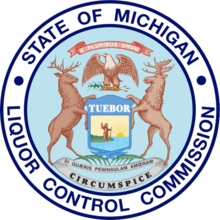 STATE OF MICHIGAN
E PLURIBUS UNUM
TUEBOR
SI QUÆRIS PENINSULAM AMŒNAM
CIRCUMSPICE
LIQUOR CONTROL COMMISSION